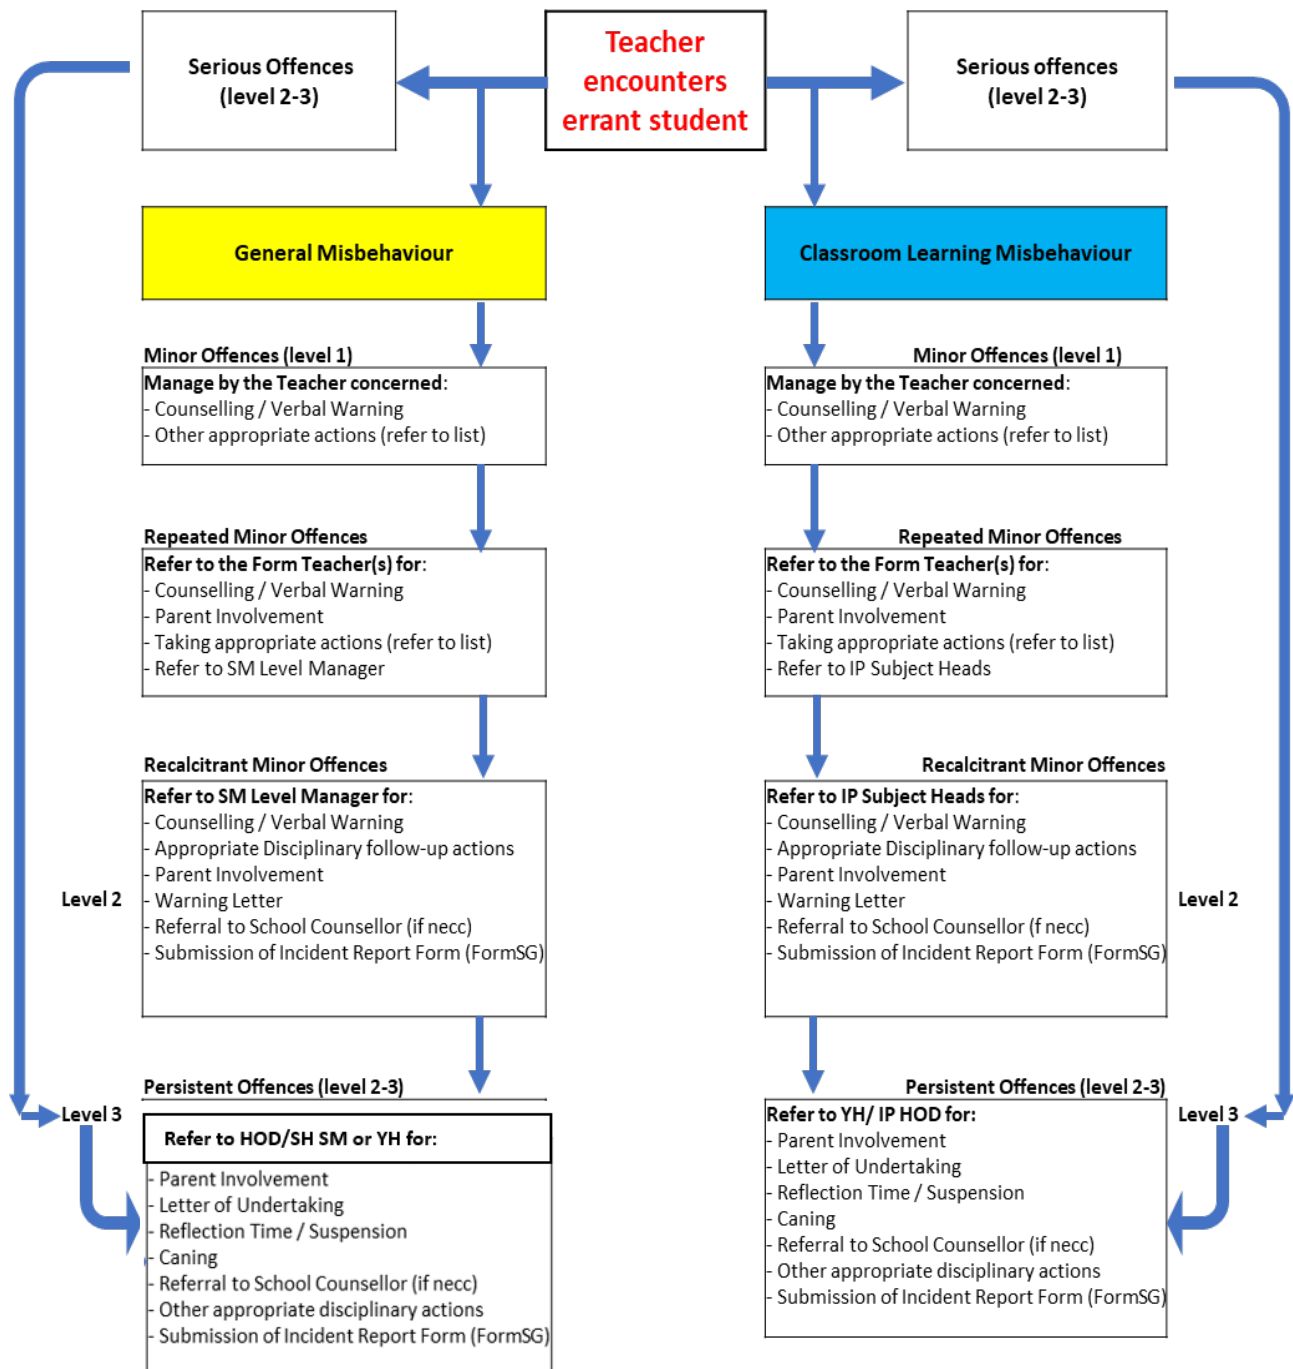 Teacher
encounters
errant student
Serious Offences
(level 2-3)
Serious offences
(level 2-3)
General Misbehaviour
Minor Offences (level 1)
Manage by the Teacher concerned:
- Counselling / Verbal Warning
- Other appropriate actions (refer to list)
Repeated Minor Offences
Refer to the Form Teacher(s) for:
- Counselling / Verbal Warning
- Parent Involvement
- Taking appropriate actions (refer to list)
- Refer to SM Level Manager
Recalcitrant Minor Offences
Refer to SM Level Manager for:
- Counselling / Verbal Warning
- Appropriate Disciplinary follow-up actions
- Parent Involvement
- Warning Letter
- Referral to School Counsellor (if necc)
- Submission of Incident Report Form (FormSG)
Level 2
Persistent Offences (level 2-3)
Level 3
Refer to HOD/SH SM or YH for:
- Parent Involvement
- Letter of Undertaking
- Reflection Time / Suspension
- Caning
- Referral to School Counsellor (if necc)
- Other appropriate disciplinary actions
- Submission of Incident Report Form (FormSG)
Classroom Learning Misbehaviour
Minor Offences (level 1)
Manage by the Teacher concerned:
- Counselling / Verbal Warning
- Other appropriate actions (refer to list)
Repeated Minor Offences
Refer to the Form Teacher(s) for:
- Counselling / Verbal Warning
- Parent Involvement
- Taking appropriate actions (refer to list)
- Refer to IP Subject Heads
Recalcitrant Minor Offences
Refer to IP Subject Heads for:
- Counselling / Verbal Warning
- Appropriate Disciplinary follow-up actions
- Parent Involvement
- Warning Letter
- Referral to School Counsellor (f necc)
- Submission of Incident Report Form (FormSG)
Level 2
Persistent Offences (level 2-3)
Level 3
Refer to YH/ IP HOD for:
- Parent Involvement
- Letter of Undertaking
- Reflection Time / Suspension
- Caning
- Referral to School Counsellor (if necc)
- Other appropriate disciplinary actions
- Submission of Incident Report Form (FormSG)